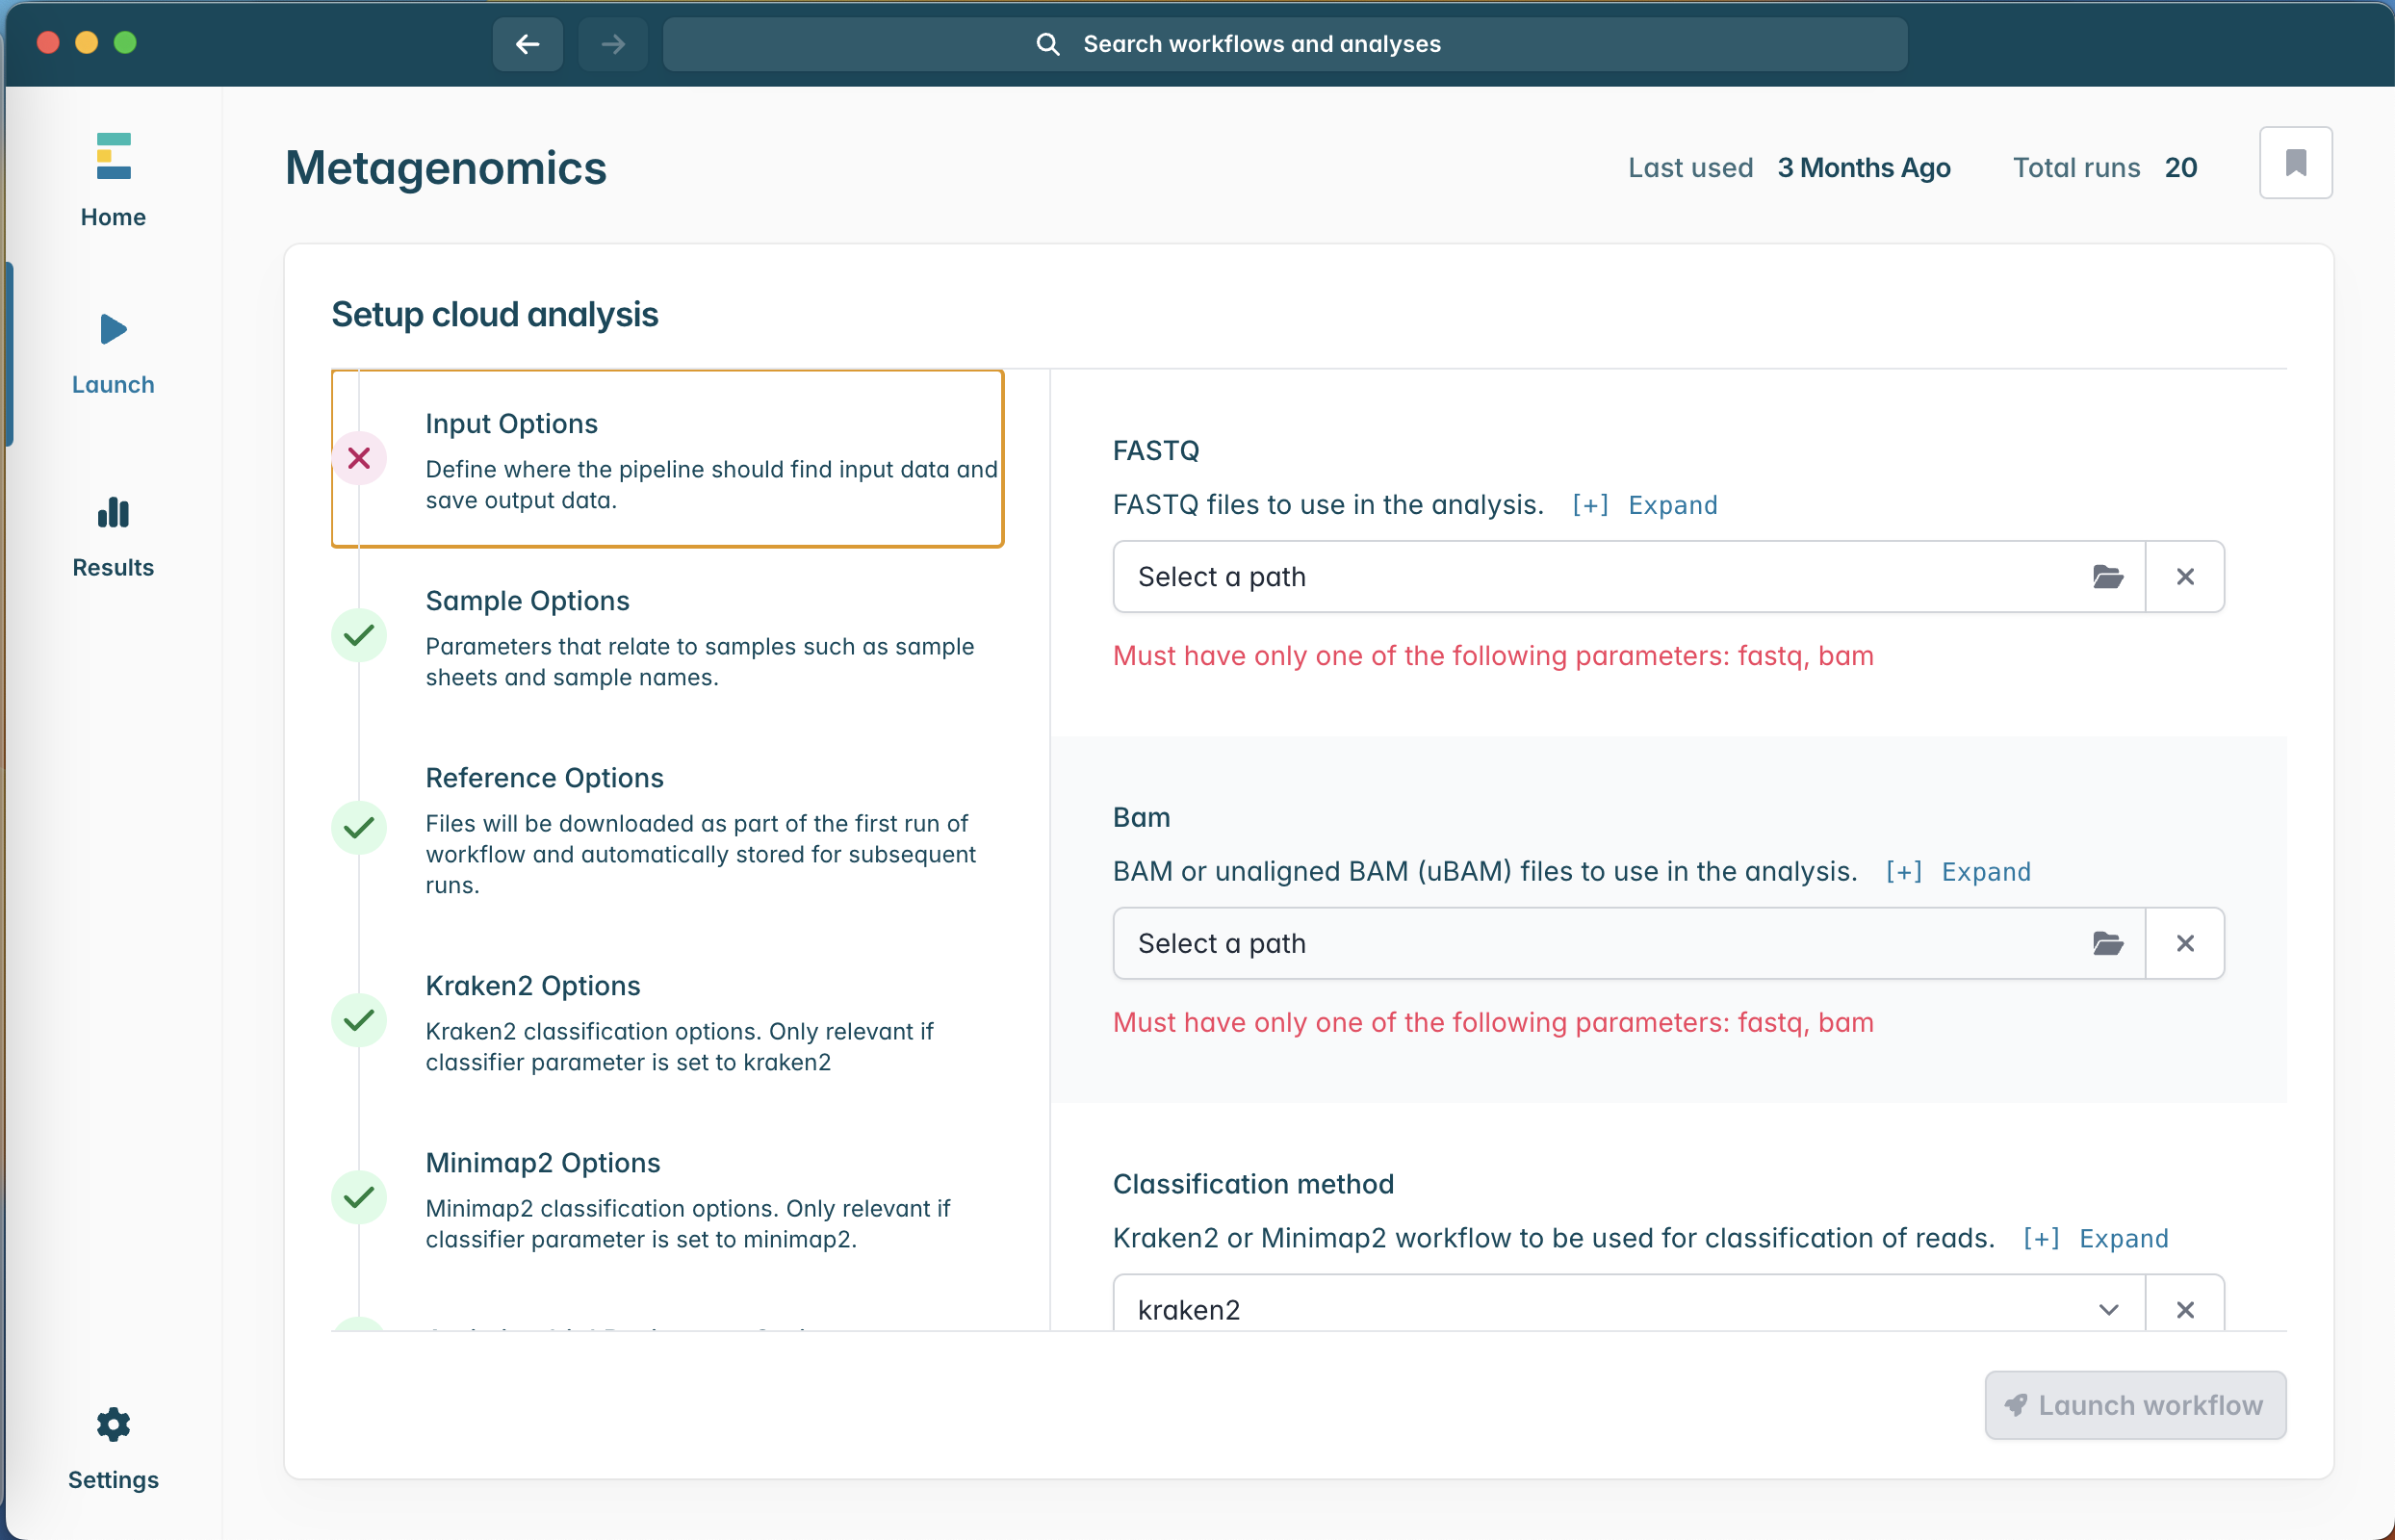 Search workflows and analyses
Home
Launch
Results
Settings
Metagenomics
Last used 3 Months Ago Total runs 20
Setup cloud analysis
Input Options
Define where the pipeline should find input data and
save output data.
Sample Options
Parameters that relate to samples such as sample
sheets and sample names.
Reference Options
Files will be downloaded as part of the first run of
workflow and automatically stored for subsequent
runs.
Kraken2 Options
Kraken2 classification options. Only relevant if
classifier parameter is set to kraken2
Minimap2 Options
Minimap2 classification options. Only relevant if
classifier parameter is set to minimap2.
FASTQ
FASTQ files to use in the analysis. [+] Expand
Select a path
Must have only one of the following parameters: fastq, bam
Bam
BAM or unaligned BAM (uBAM) files to use in the analysis. [+] Expand
Select a path
Must have only one of the following parameters: fastq, bam
Classification method
Kraken2 or Minimap2 workflow to be used for classification of reads. [+] Expand
kraken2
Launch workflow